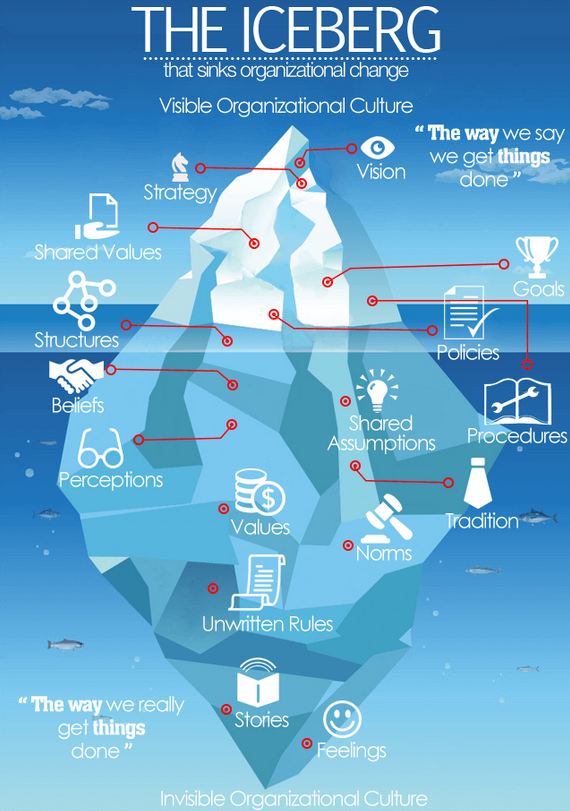 THE ICEBERG
that sinks organizational change
Visible Organizational Culture
“ The way we say
we get things
done ”
Vision
Strategy
Shared Values
Goals
Structures
Policies
Beliefs
Shared
Assumptions
Procedures
Perceptions
Values
Tradition
Norms
Unwritten Rules
“ The way we really
get things
done ”
Stories
Feelings
Invisible Organizational Culture